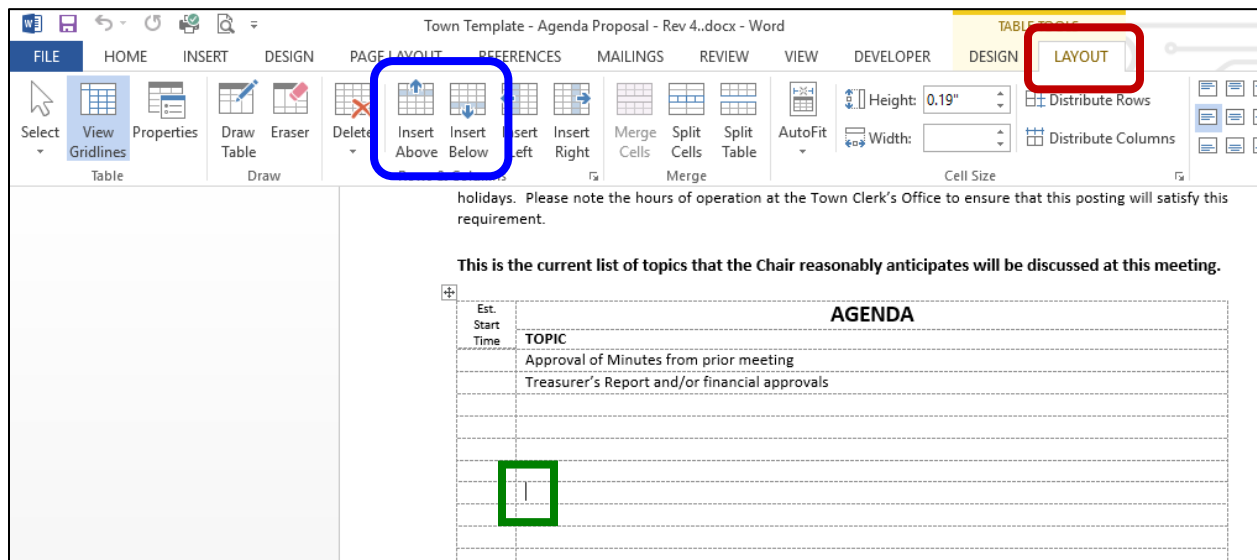 Town Template - Agenda Proposal - Rev 4..docx - Word
TABLE TOOLS
FILE HOME INSERT DESIGN PAGE LAYOUT REFERENCES MAILINGS REVIEW VIEW DEVELOPER DESIGN LAYOUT
Select View Gridlines Properties Draw Table Eraser Delete Insert Above Insert Below Insert Left Insert Right Merge Cells Split Cells Split Table AutoFit Height: 0.19" Distribute Rows
Width: Distribute Columns
Table Draw Rows & Columns Merge Cell Size
holidays. Please note the hours of operation at the Town Clerk’s Office to ensure that this posting will satisfy this
requirement.
This is the current list of topics that the Chair reasonably anticipates will be discussed at this meeting.
Est.
Start
Time
AGENDA
TOPIC
Approval of Minutes from prior meeting
Treasurer’s Report and/or financial approvals